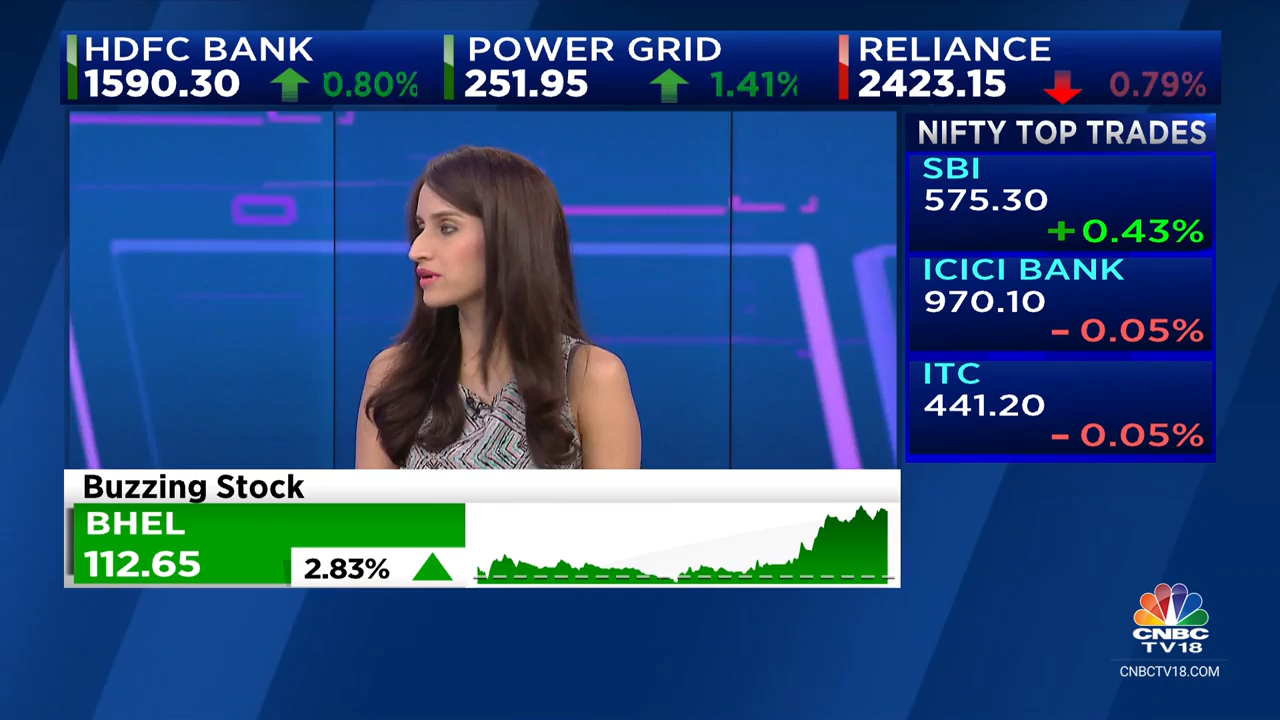 HDFC BANK
1590.30 0.80%
POWER GRID
251.95 1.41%
RELIANCE
2423.15 0.79%
NIFTY TOP TRADES
SBI
575.30
+0.43%
ICICI BANK
970.10
- 0.05%
ITC
441.20
- 0.05%
Buzzing Stock
BHEL
112.65 2.83%
CNBC
TV18
CNBCTV18.COM